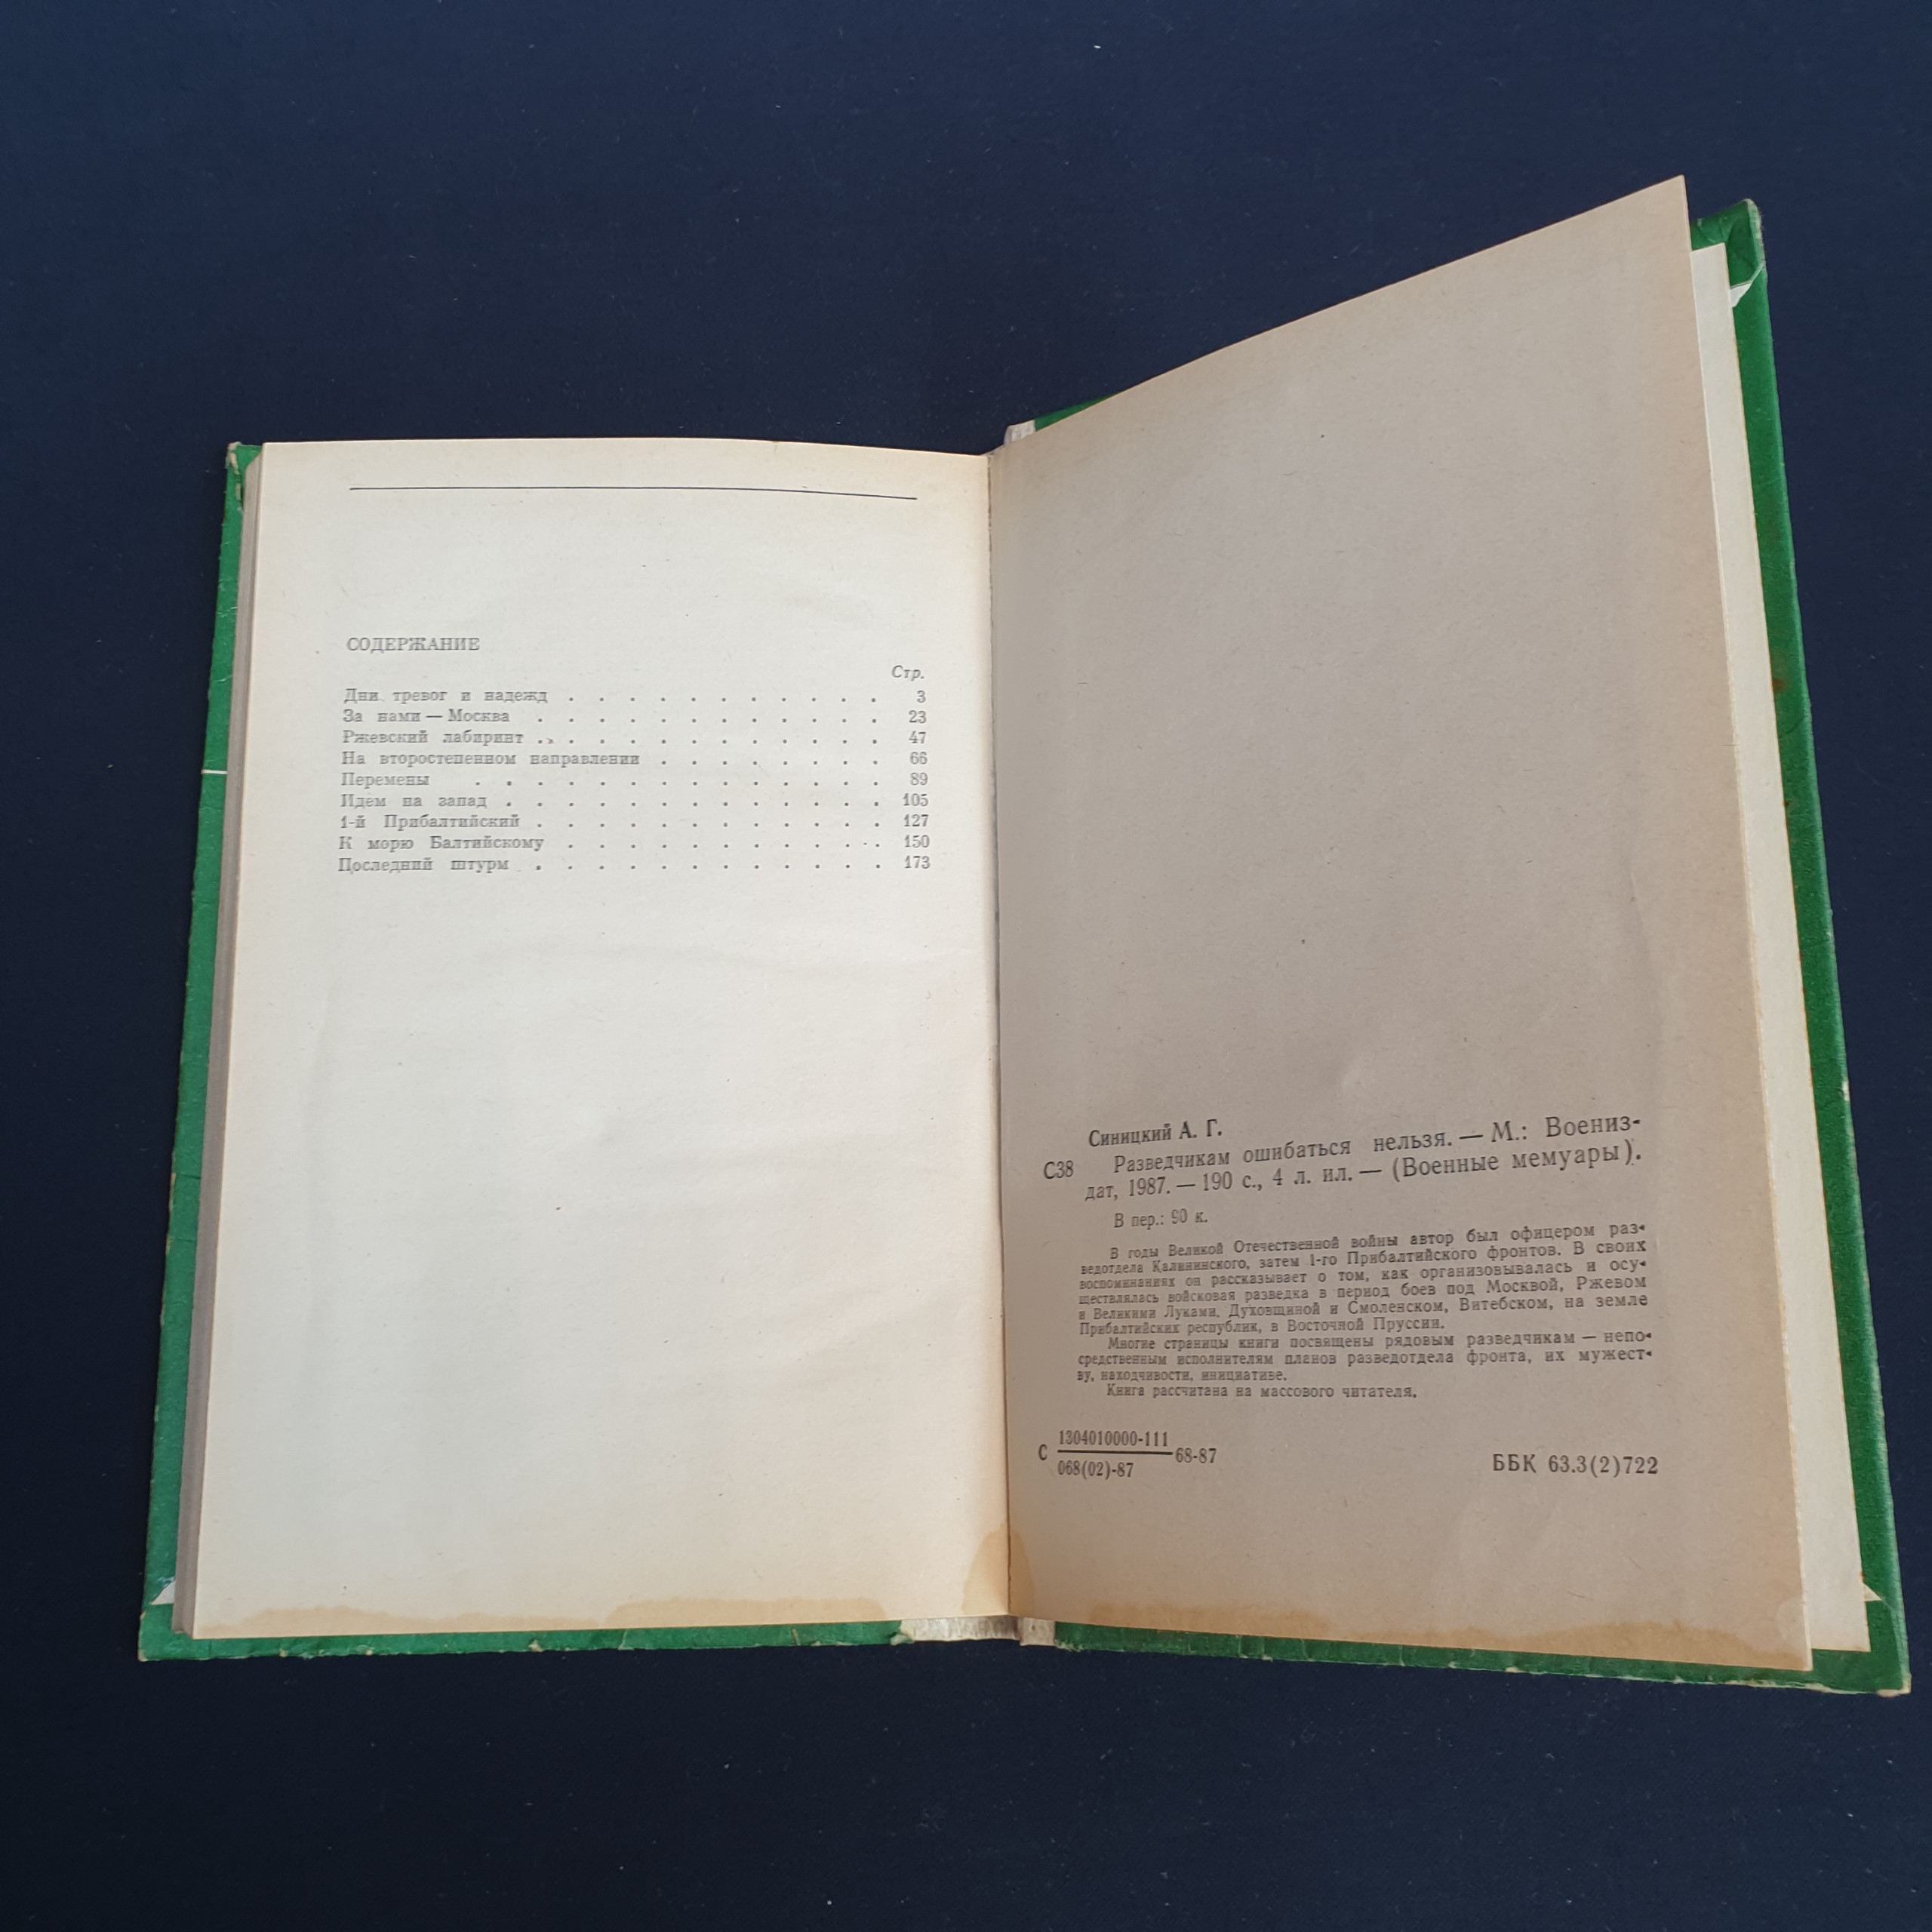 СОДЕРЖАНИЕ
Стр.
Дни тревог и надежд . . . . . . . . . . . 3
За нами — Москва . . . . . . . . . . . . 23
Ржевский лабиринт . . . . . . . . . . . . 47
На второстепенном направлении . . . . . . . . 66
Перемены . . . . . . . . . . . . . . 89
Идем на запад . . . . . . . . . . . . . 105
1-й Прибалтийский . . . . . . . . . . . . 127
К морю Балтийскому . . . . . . . . . . . 150
Последний штурм . . . . . . . . . . . . 173
Синицкий А. Г.
С38 Разведчикам ошибаться нельзя. — М.: Воениз-
дат, 1987. — 190 с., 4 л. ил. — (Военные мемуары).
В пер.: 90 к.
В годы Великой Отечественной войны автор был офицером раз-
ведотдела Калининского, затем 1-го Прибалтийского фронтов. В своих
воспоминаниях он рассказывает о том, как организовывалась и осу-
ществлялась войсковая разведка в период боев под Москвой, Ржевом
и Великими Луками, Духовщиной и Смоленском, Витебском, на земле
Прибалтийских республик, в Восточной Пруссии.
Многие страницы книги посвящены рядовым разведчикам — непо-
средственным исполнителям планов разведотдела фронта, их мужест-
ву, находчивости, инициативе.
Книга рассчитана на массового читателя.
1304010000-111
С 68-87
068(02)-87
ББК 63.3(2)722